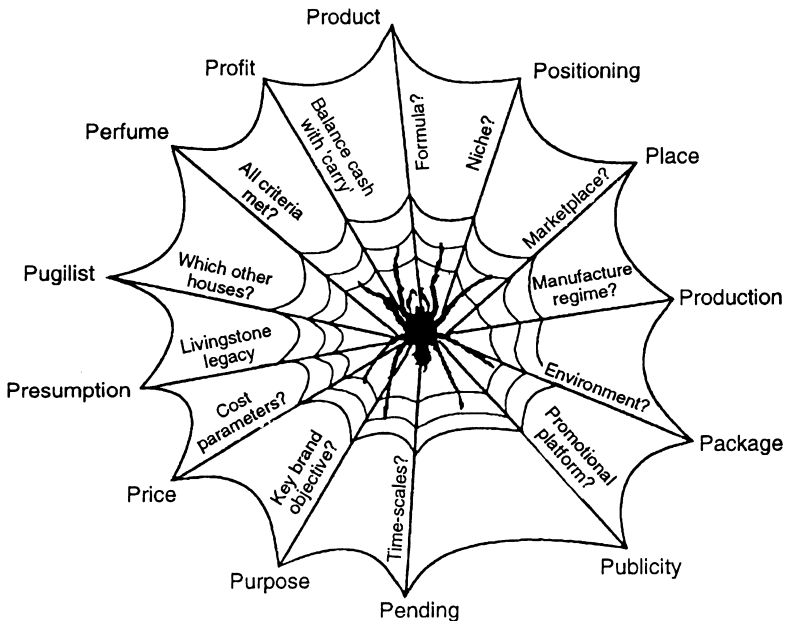 Product
Profit
Positioning
Perfume
Place
Pugilist
Production
Presumption
Package
Price
Publicity
Purpose
Pending
Balance cash
with 'carry'
Formula?
Niche?
All criteria
met?
Marketplace?
Which other
houses?
Manufacture
regime?
Livingstone
legacy
Environment?
Cost
parameters?
Promotional
platform?
Key brand
objective?
Time-scales?